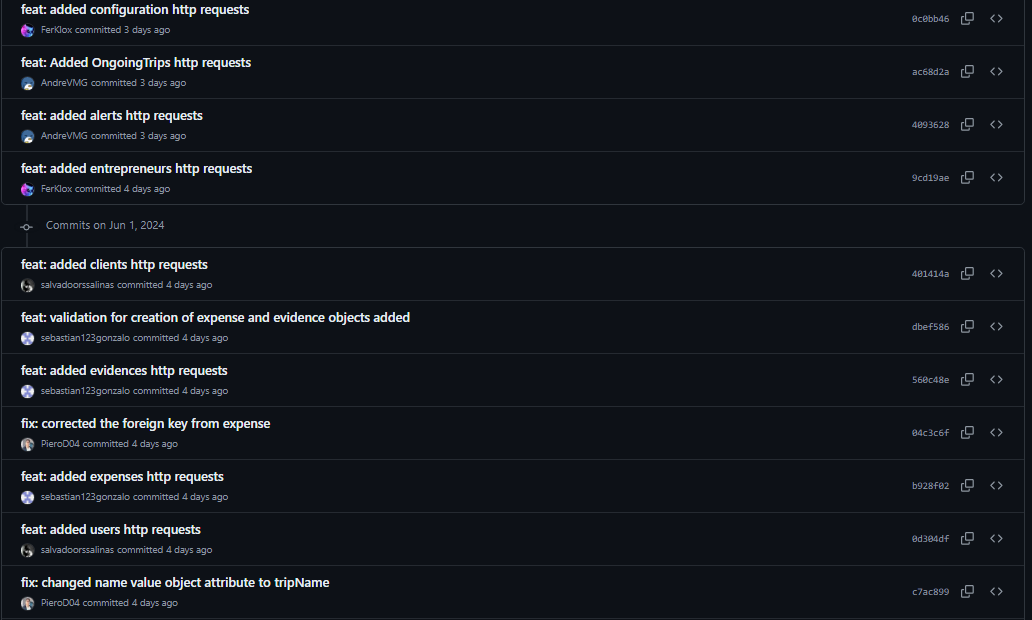 feat: added configuration http requests
0c0bb46
FerKlox committed 3 days ago
feat: Added OngoingTrips http requests
ac68d2a
AndreVMG committed 3 days ago
feat: added alerts http requests
4093628
AndreVMG committed 3 days ago
feat: added entrepreneurs http requests
9cd19ae
FerKlox committed 4 days ago
Commits on Jun 1, 2024
feat: added clients http requests
401414a
salvadoorssalinas committed 4 days ago
feat: validation for creation of expense and evidence objects added
dbef586
sebastian123gonzalo committed 4 days ago
feat: added evidences http requests
560c48e
sebastian123gonzalo committed 4 days ago
fix: corrected the foreign key from expense
04c3c6f
PieroD04 committed 4 days ago
feat: added expenses http requests
b928f02
sebastian123gonzalo committed 4 days ago
feat: added users http requests
0d304df
salvadoorssalinas committed 4 days ago
fix: changed name value object attribute to tripName
c7ac899
PieroD04 committed 4 days ago